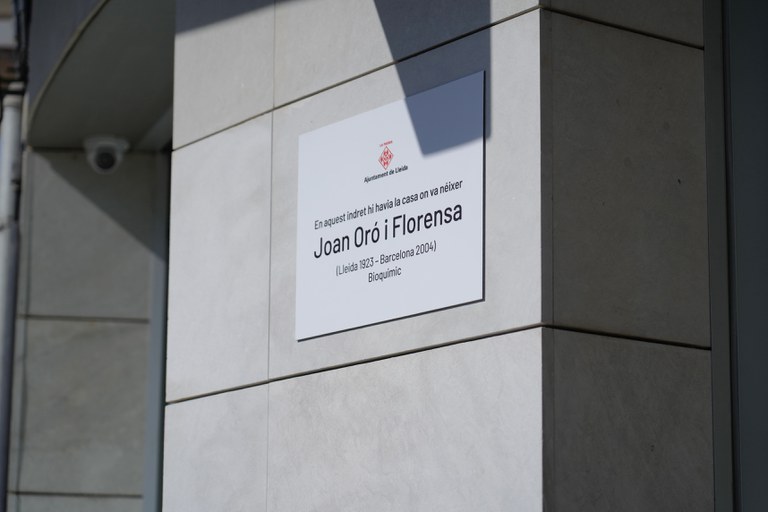 Ajuntament de Lleida
En aquest indret hi havia la casa on va néixer
Joan Oró i Florensa
(Lleida 1923 – Barcelona 2004)
Bioquímic